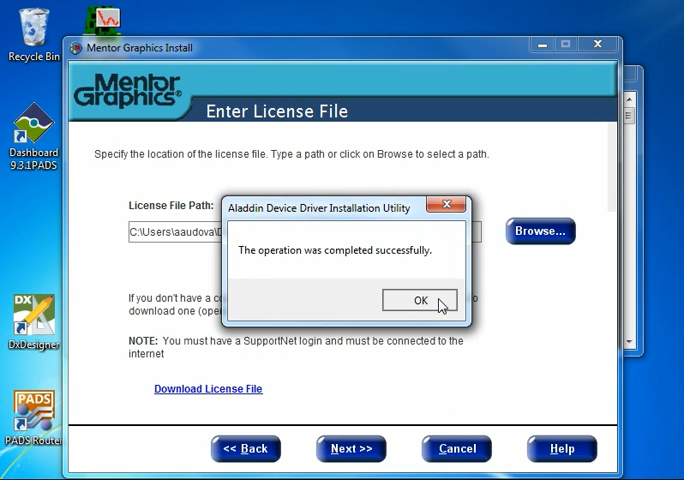 Recycle Bin
Mentor Graphics Install
Mentor
Graphics®
Enter License File
Dashboard
9.3.1PADS
Specify the location of the license file. Type a path or click on Browse to select a path.
License File Path:
Aladdin Device Driver Installation Utility
C:\Users\aaudova\D
Browse...
The operation was completed successfully.
OK
If you don't have a co
o
download one (ope
DX
DxDesigner
NOTE: You must have a SupportNet login and must be connected to the
internet
Download License File
PADS
PADS Route
<< Back
Next >>
Cancel
Help